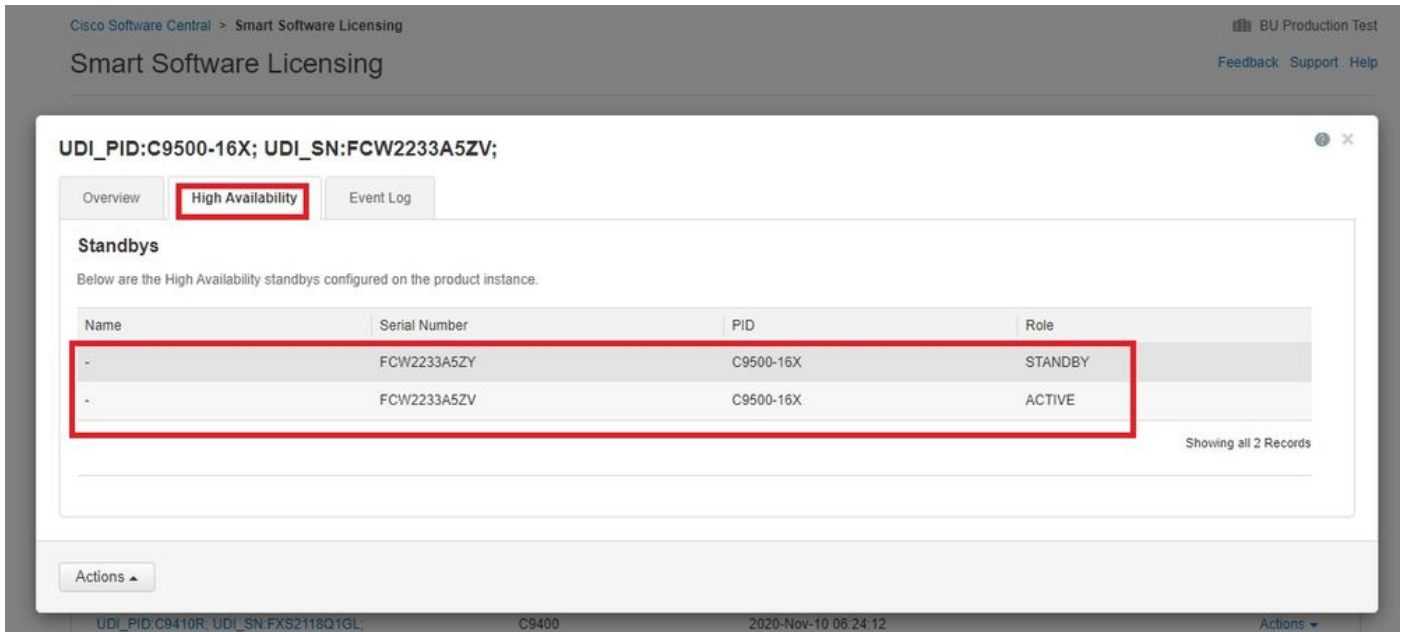 Cisco Software Central > Smart Software Licensing
BU Production Test
Smart Software Licensing
Feedback Support Help
UDI_PID:C9500-16X; UDI_SN:FCW2233A5ZV;
Overview High Availability Event Log
Standbys
Below are the High Availability standbys configured on the product instance.
Name Serial Number PID Role
- FCW2233A5ZY C9500-16X STANDBY
- FCW2233A5ZV C9500-16X ACTIVE
Showing all 2 Records
Actions
UDI_PID:C9410R; UDI_SN:FXS2118Q1GL; C9400 2020-Nov-10 06:24:12 Actions